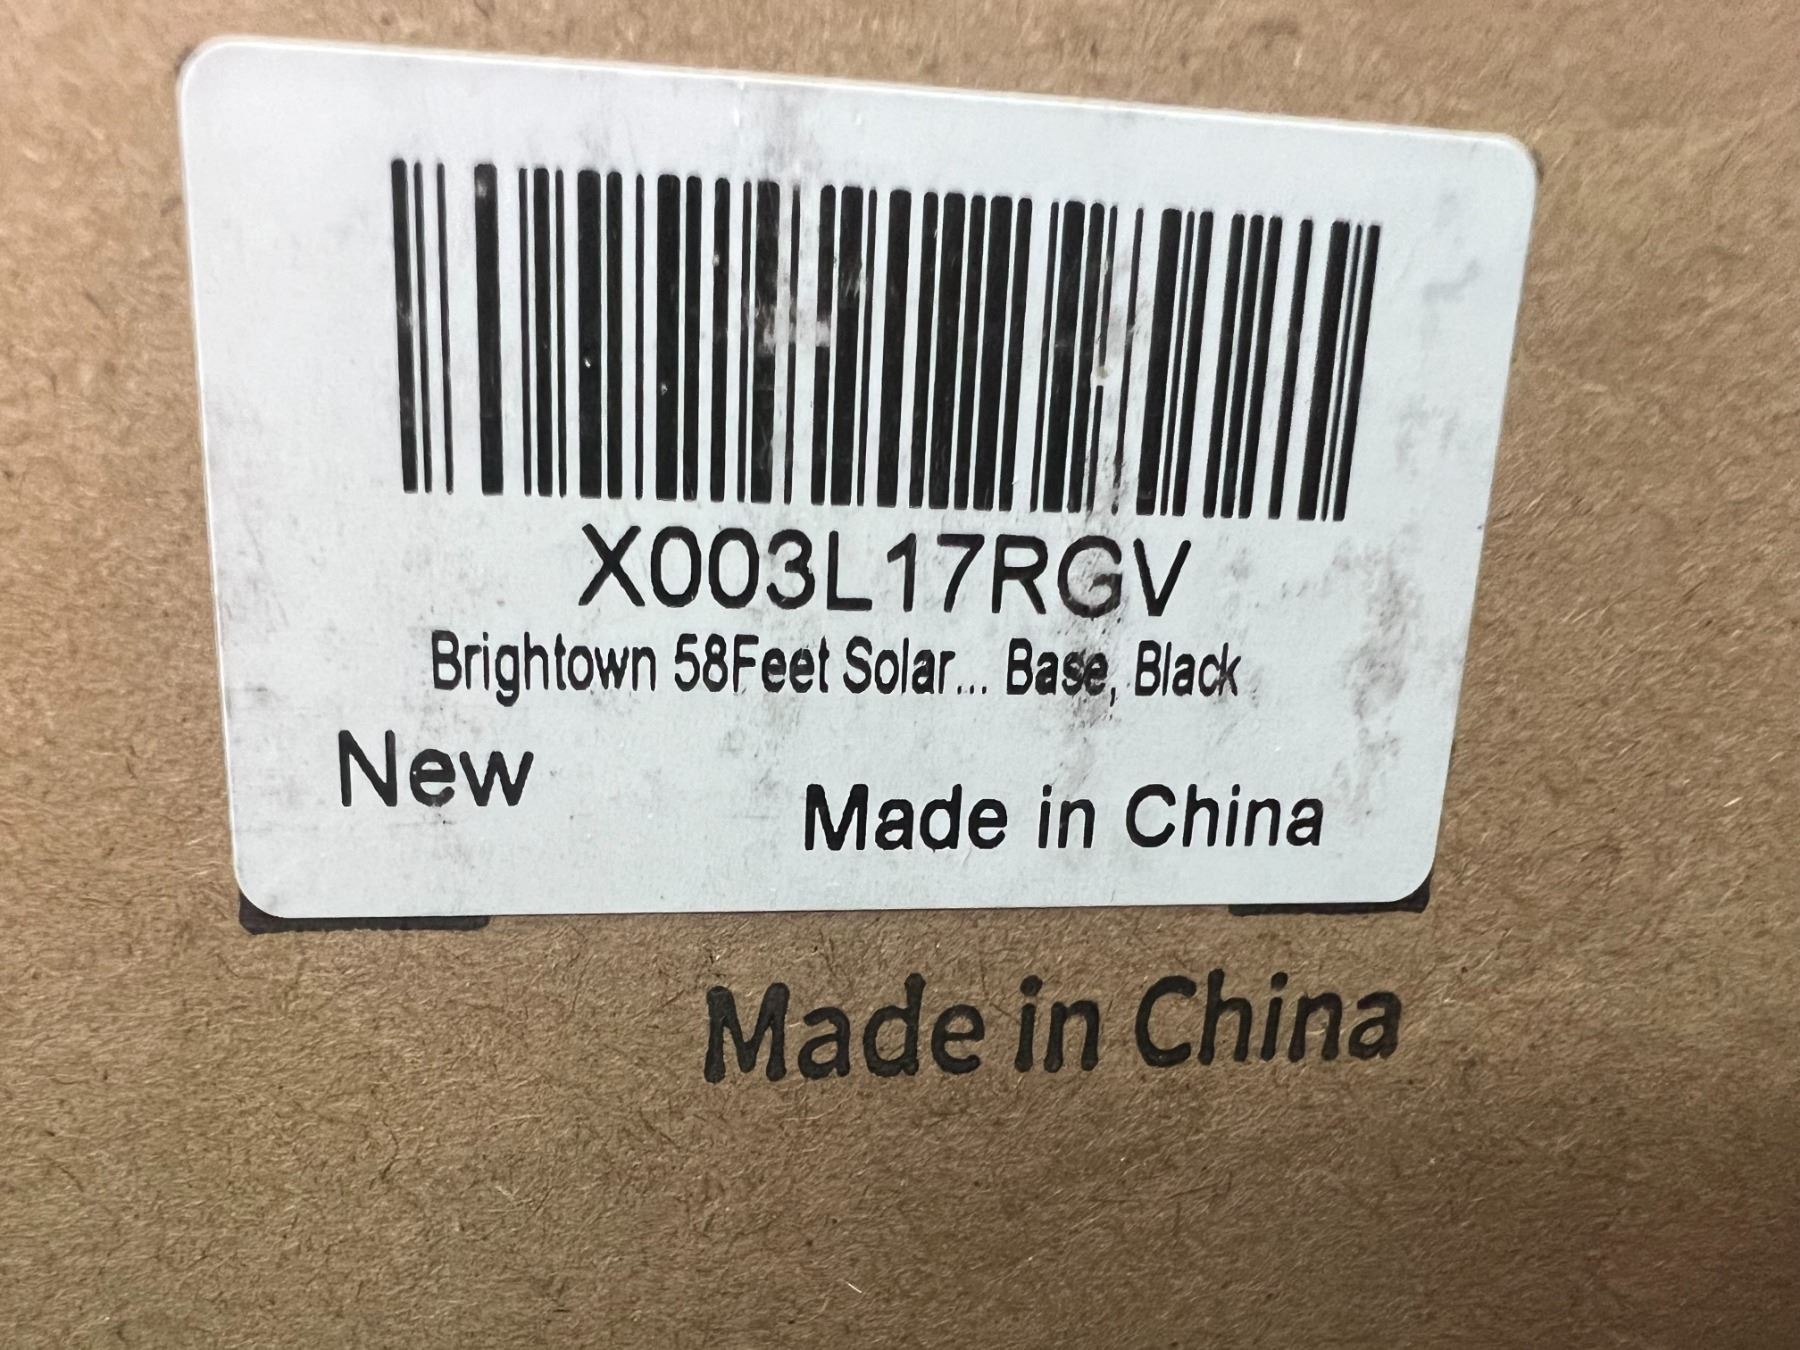 X003L17RGV
Brightown 58Feet Solar... Base, Black
New
Made in China
Made in China